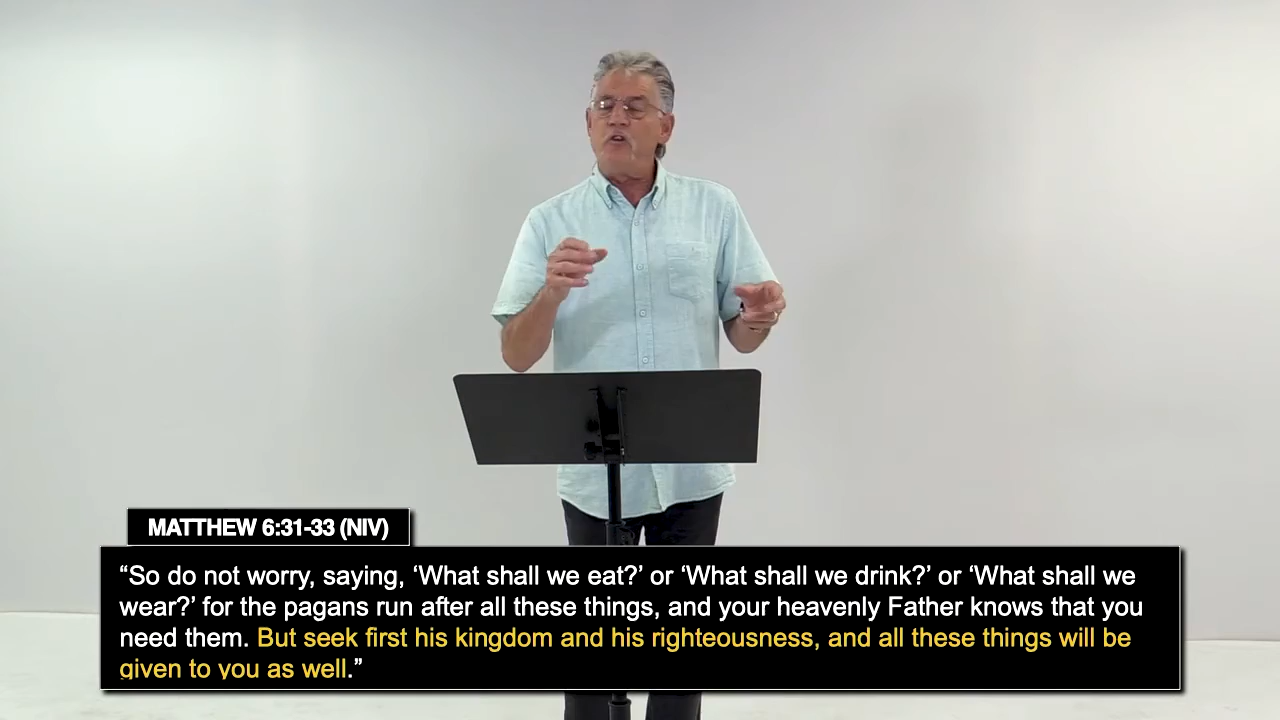 MATTHEW 6:31-33 (NIV)
“So do not worry, saying, ‘What shall we eat?’ or ‘What shall we drink?’ or ‘What shall we
wear?’ for the pagans run after all these things, and your heavenly Father knows that you
need them. But seek first his kingdom and his righteousness, and all these things will be
given to you as well.”